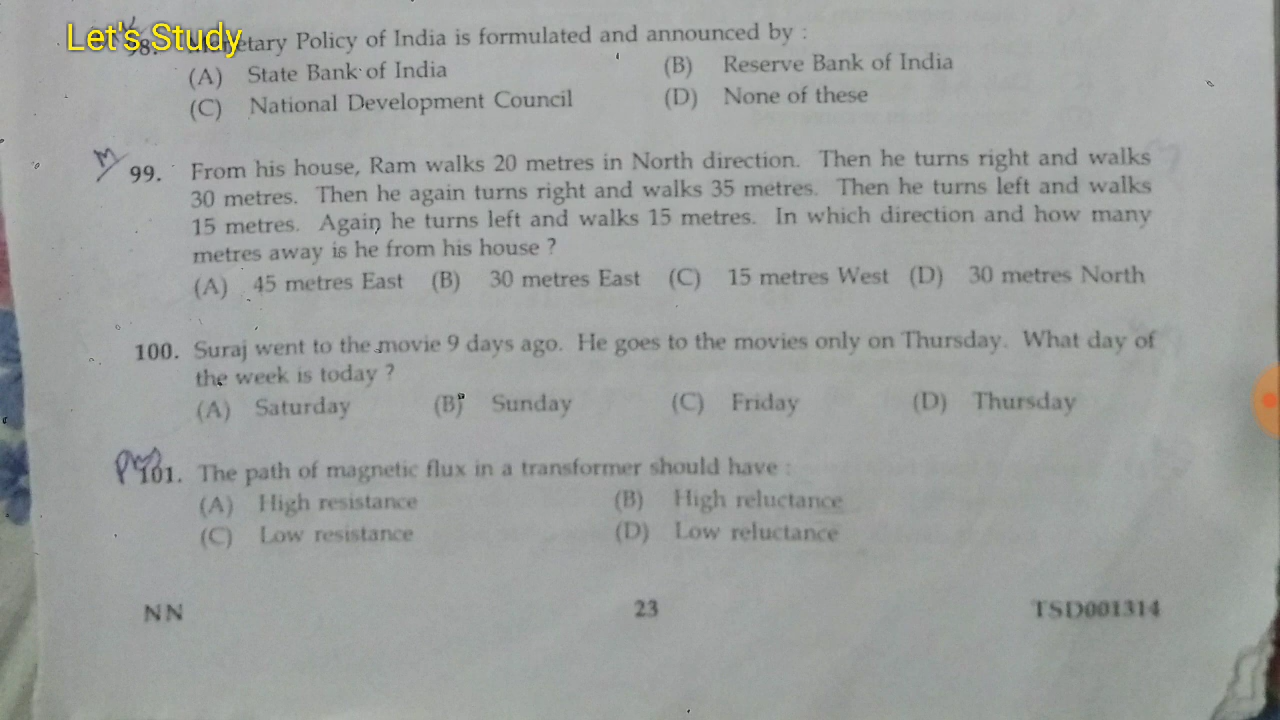 Let's Study
98. Monetary Policy of India is formulated and announced by :
(A) State Bank of India (B) Reserve Bank of India
(C) National Development Council (D) None of these
M
99. From his house, Ram walks 20 metres in North direction. Then he turns right and walks
30 metres. Then he again turns right and walks 35 metres. Then he turns left and walks
15 metres. Again he turns left and walks 15 metres. In which direction and how many
metres away is he from his house ?
(A) 45 metres East (B) 30 metres East (C) 15 metres West (D) 30 metres North
100. Suraj went to the movie 9 days ago. He goes to the movies only on Thursday. What day of
the week is today ?
(A) Saturday (B) Sunday (C) Friday (D) Thursday
101. The path of magnetic flux in a transformer should have :
(A) High resistance (B) High reluctance
(C) Low resistance (D) Low reluctance
NN 23 TSD001314